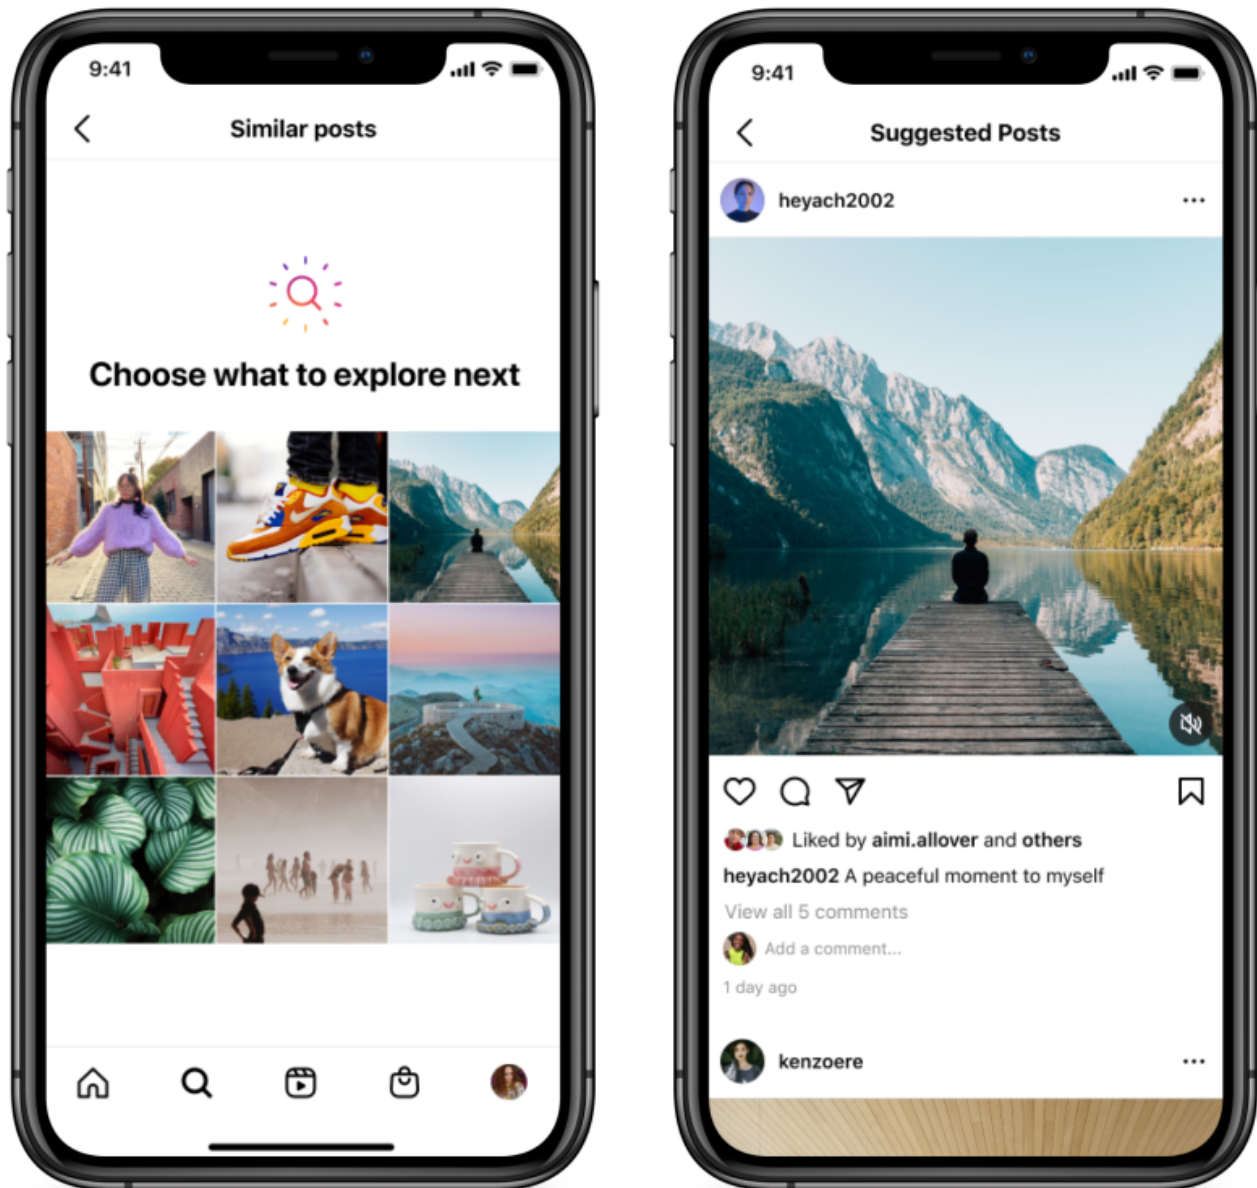 9:41
Similar posts
Choose what to explore next
9:41
Suggested Posts
heyach2002
Liked by aimi.allover and others
heyach2002 A peaceful moment to myself
View all 5 comments
Add a comment...
1 day ago
kenzoere